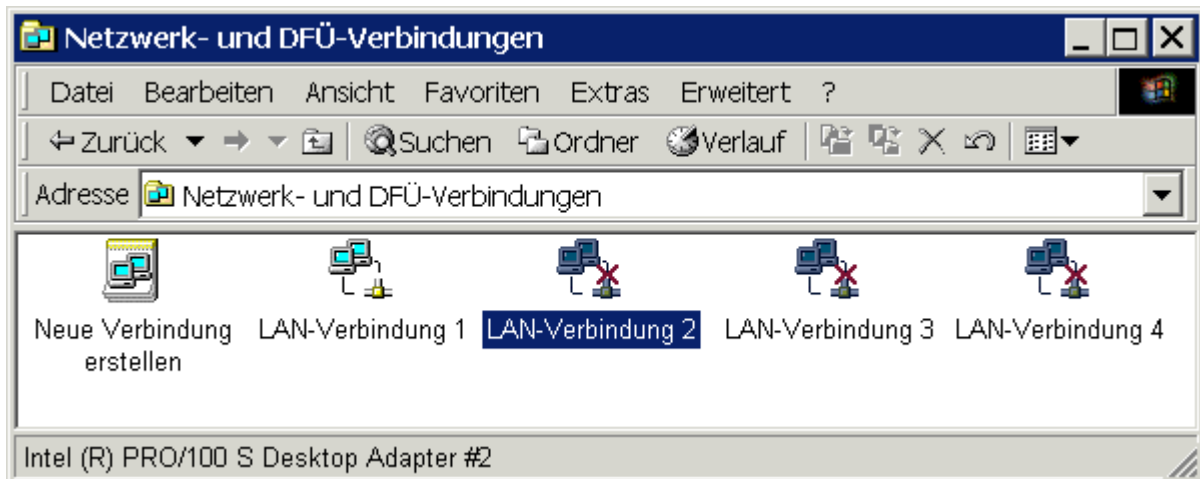 Netzwerk- und DFÜ-Verbindungen
Datei Bearbeiten Ansicht Favoriten Extras Erweitert ?
Zurück Suchen Ordner Verlauf
Adresse Netzwerk- und DFÜ-Verbindungen
Neue Verbindung erstellen
LAN-Verbindung 1
LAN-Verbindung 2
LAN-Verbindung 3
LAN-Verbindung 4
Intel (R) PRO/100 S Desktop Adapter #2